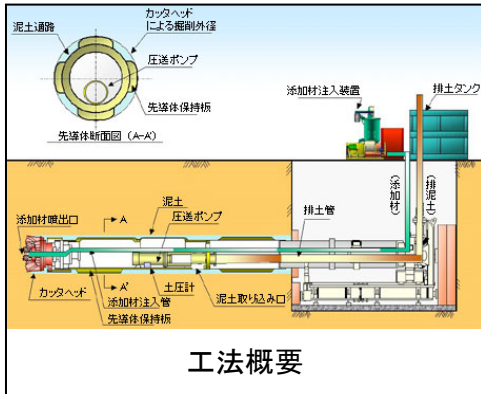 泥土通路
カッタヘッド
による掘削外径
圧送ポンプ
先導体保持板
先導体断面図 (A-A')
添加材注入装置
排土タンク
(添加材)
(排泥土)
添加材噴出口
A
泥土
圧送ポンプ
排土管
カッタヘッド
A'
添加材注入管
先導体保持板
土圧計
泥土取り込み口
工法概要